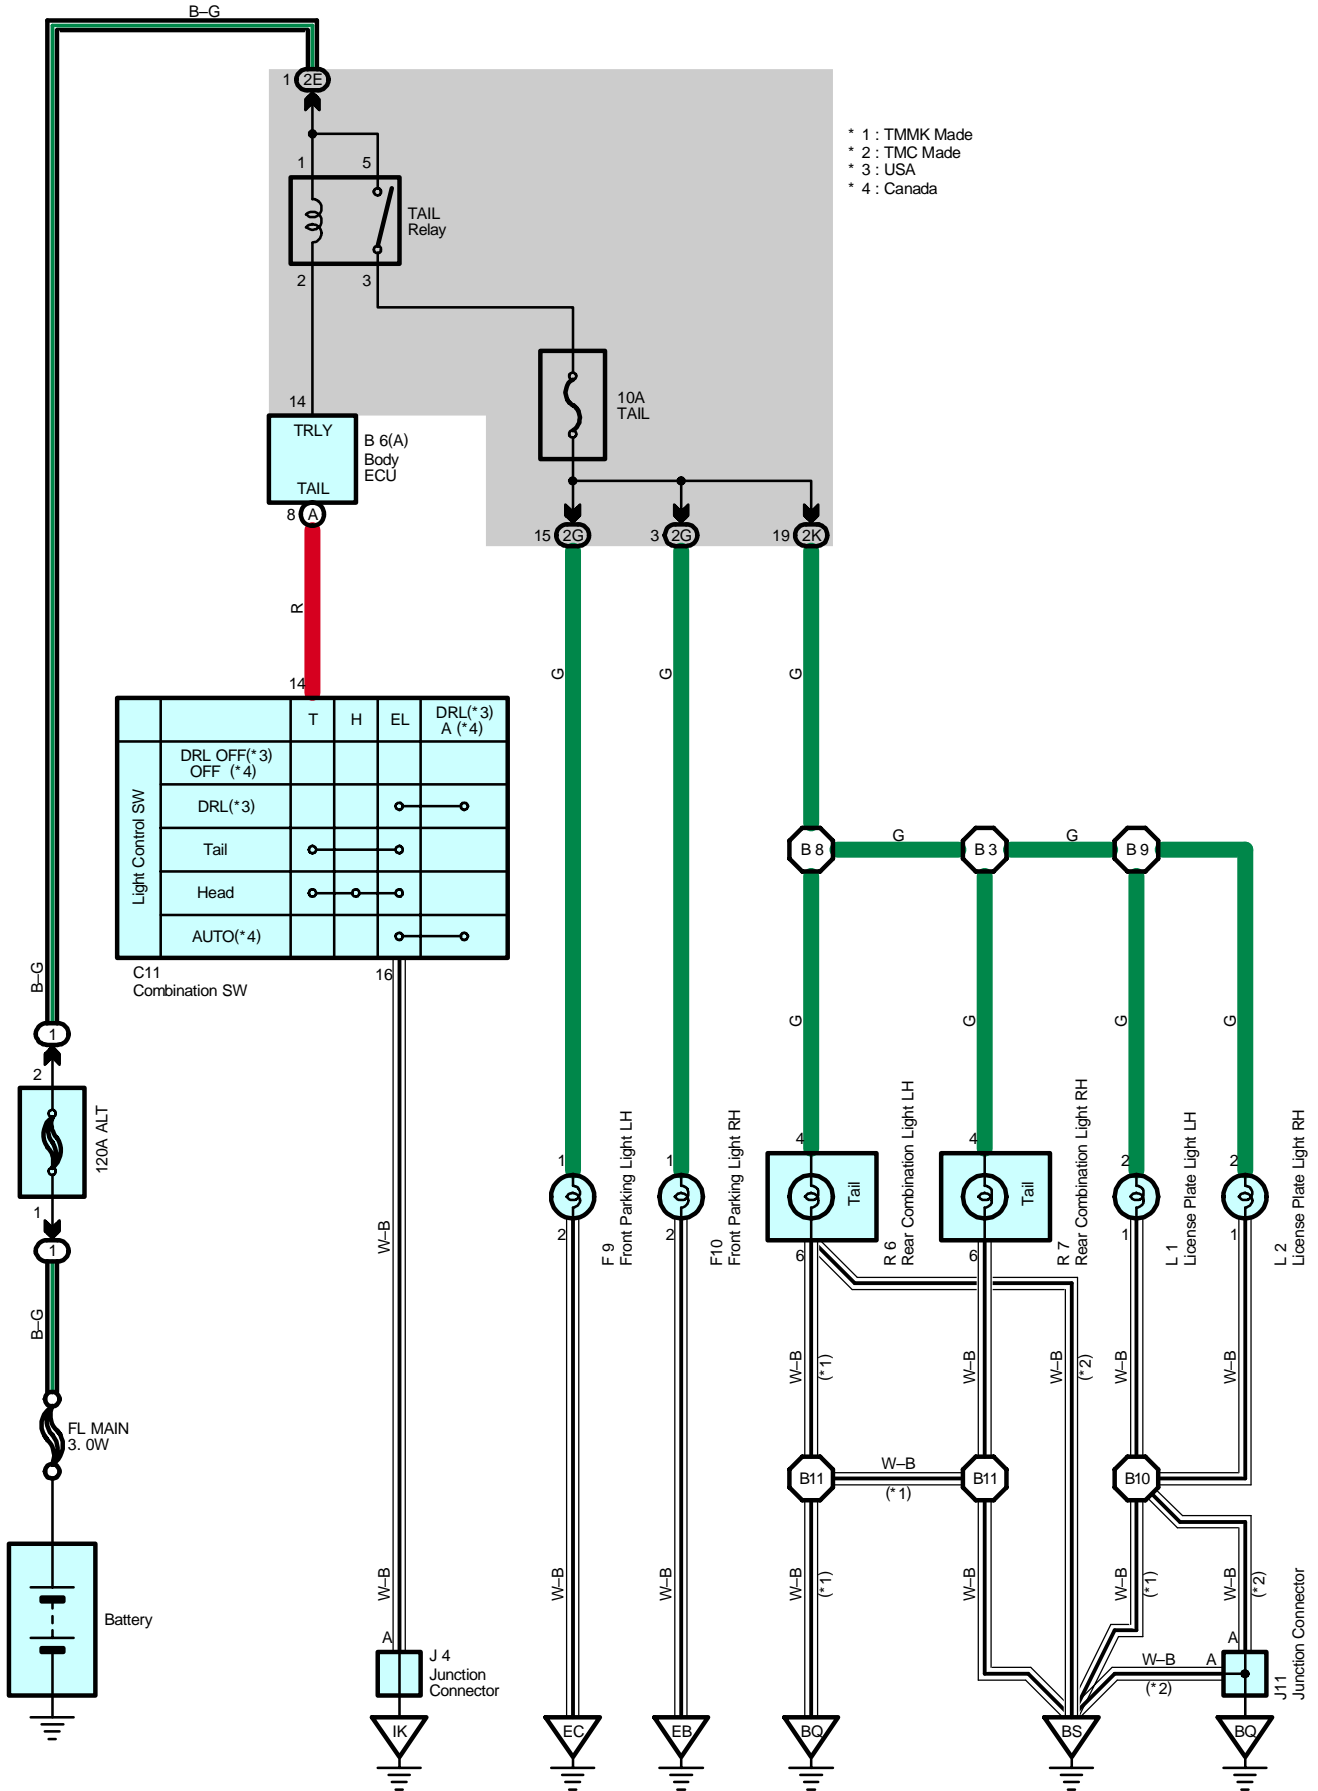 B–G
1 2E
* 1 : TMMK Made
* 2 : TMC Made
* 3 : USA
* 4 : Canada
1 5
TAIL
Relay
2 3
10A
TAIL
14
TRLY
B 6(A)
Body
ECU
TAIL
8 A
15 2G
3 2G
19 2K
R
G
G
G
14
T H EL DRL(*3)
A (*4)
Light Control SW
DRL OFF(*3)
OFF (*4)
DRL(*3)
Tail
Head
AUTO(*4)
C11
Combination SW
16
B 8
G
B 3
G
B 9
B–G
G
G
G
G
1
2
120A ALT
1
1
B–G
FL MAIN
3. 0W
Battery
W–B
W–B
A
J 4
Junction
Connector
IK
1
2
F 9
Front Parking Light LH
1
2
F10
Front Parking Light RH
4
Tail
6
R 6
Rear Combination Light LH
4
Tail
6
R 7
Rear Combination Light RH
2
1
L 1
License Plate Light LH
2
1
L 2
License Plate Light RH
W–B
(*1)
W–B
W–B
(*2)
W–B
W–B
B11
W–B
(*1)
B11
B10
W–B
W–B
W–B
(*1)
W–B
W–B
(*1)
W–B
(*2)
A
A
W–B
(*2)
J11
Junction Connector
EC
EB
BQ
BS
BQ